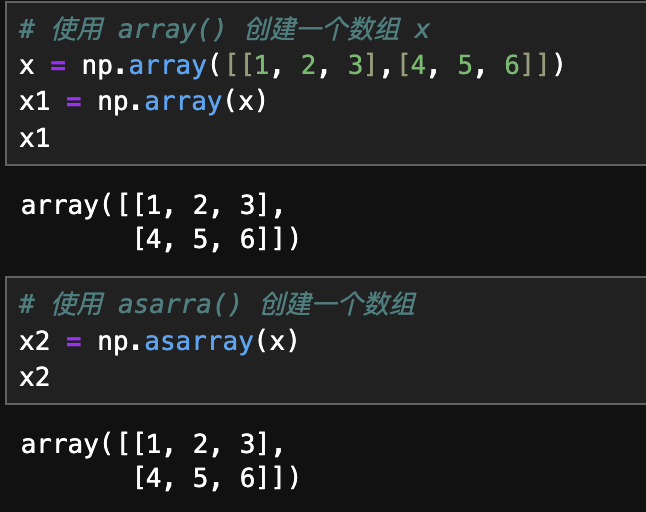 # 使用 array() 创建一个数组 x
x = np.array([[1, 2, 3],[4, 5, 6]])
x1 = np.array(x)
x1
array([[1, 2, 3],
       [4, 5, 6]])
# 使用 asarra() 创建一个数组
x2 = np.asarray(x)
x2
array([[1, 2, 3],
       [4, 5, 6]])